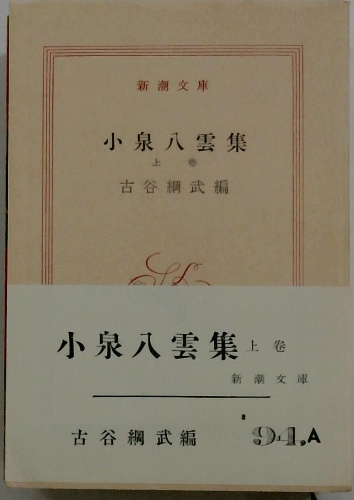 新潮文庫
小泉八雲集
上巻
古谷綱武編
小泉八雲集 上卷
新潮文庫
古谷綱武編 '94,A